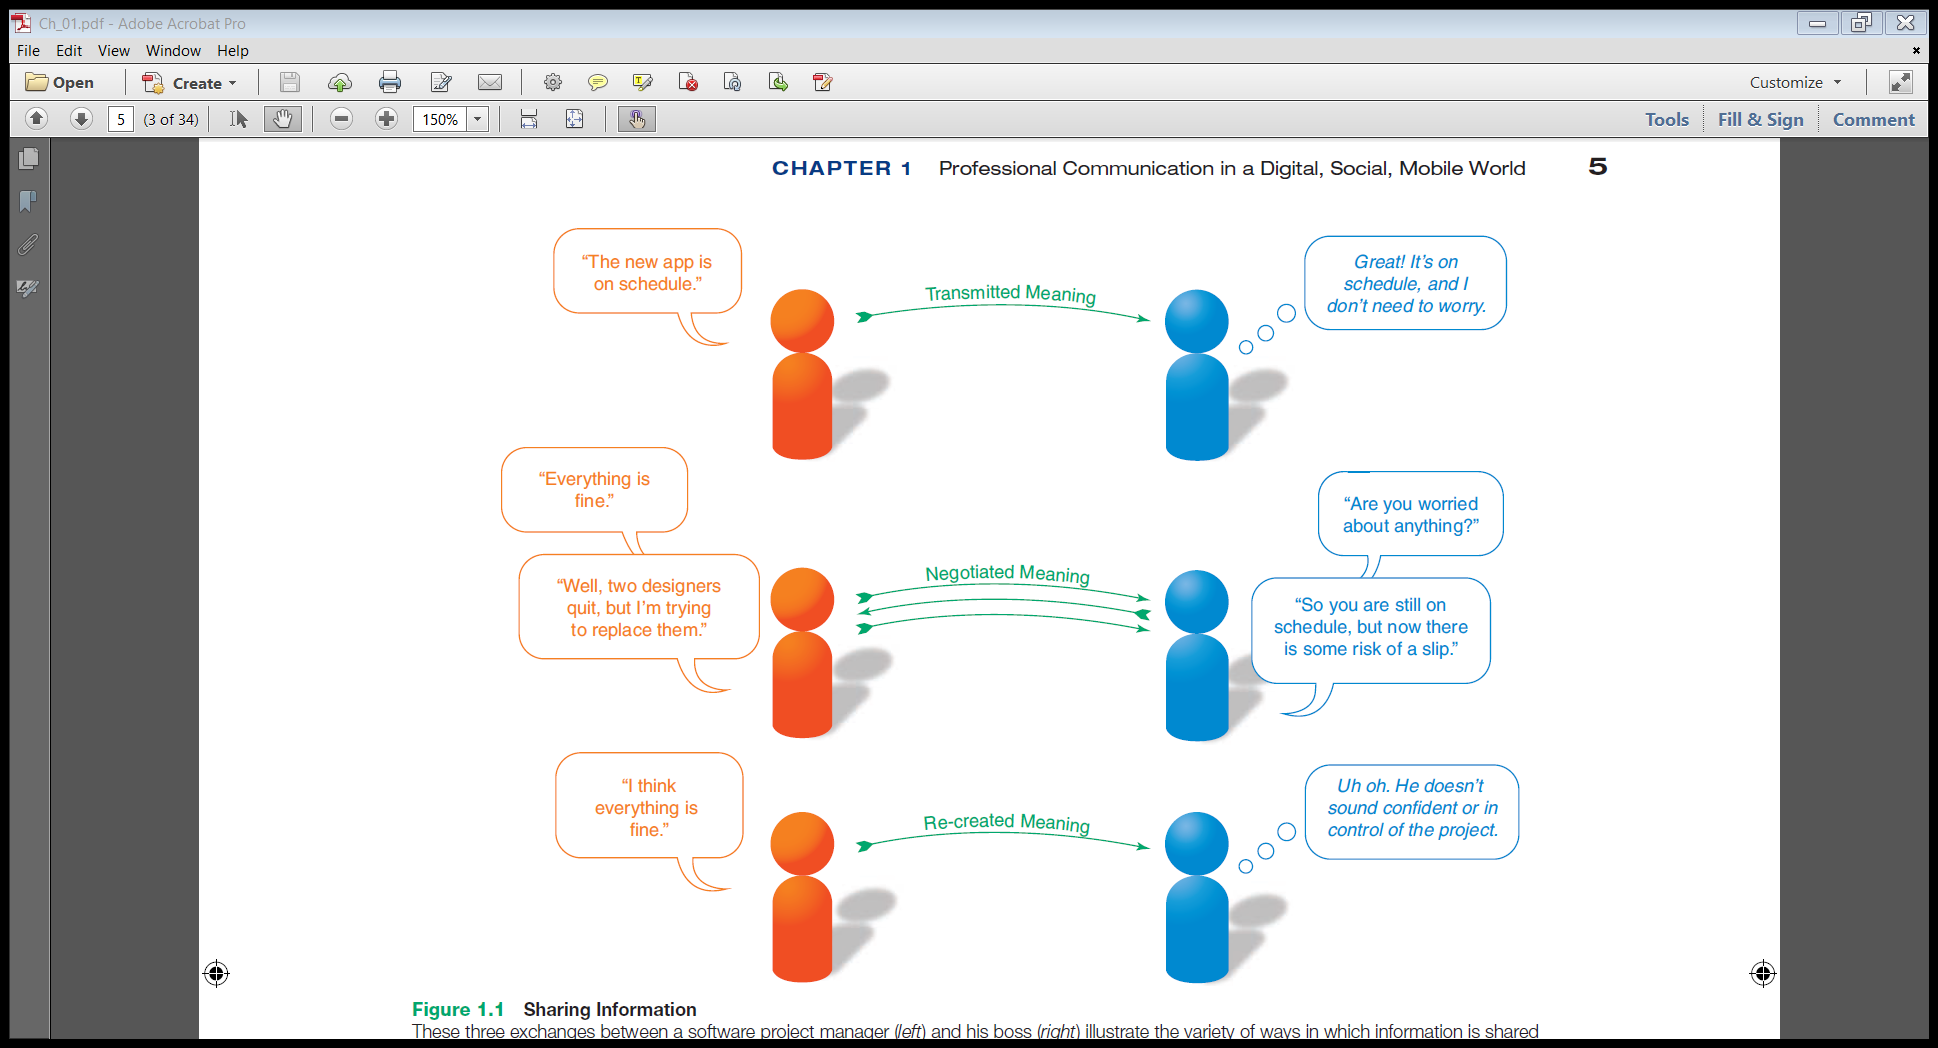 Ch_01.pdf - Adobe Acrobat Pro
File Edit View Window Help
Open Create Customize
5 (3 of 34) 150% Tools Fill & Sign Comment
CHAPTER 1 Professional Communication in a Digital, Social, Mobile World 5
“The new app is
on schedule.”
Transmitted Meaning
Great! It’s on
schedule, and I
don’t need to worry.
“Everything is
fine.”
“Are you worried
about anything?”
“Well, two designers
quit, but I’m trying
to replace them.”
Negotiated Meaning
“So you are still on
schedule, but now there
is some risk of a slip.”
“I think
everything is
fine.”
Re-created Meaning
Uh oh. He doesn’t
sound confident or in
control of the project.
Figure 1.1 Sharing Information
These three exchanges between a software project manager (left) and his boss (right) illustrate the variety of ways in which information is shared